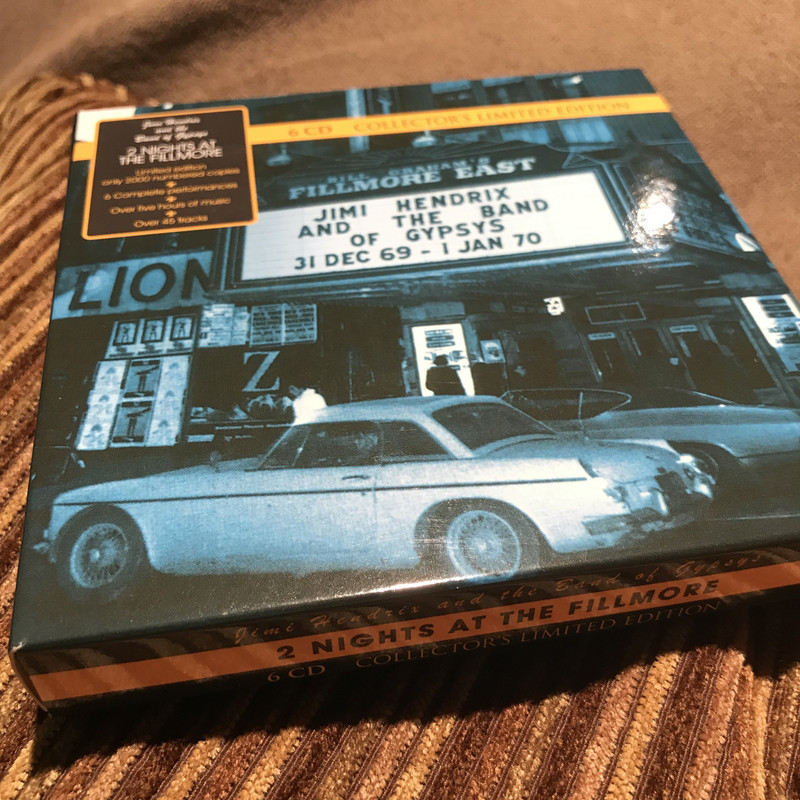 6 CD COLLECTOR'S LIMITED EDITION
Jimi Hendrix
and the
Band of Gypsys
2 NIGHTS AT
THE FILLMORE
Limited edition
only 2000 numbered copies
+
6 Complete performances
+
Over five hours of music
+
Over 45 tracks
BILL GRAHAM'S
FILLMORE EAST
JIMI HENDRIX
AND THE BAND
OF GYPSYS
31 DEC 69 - 1 JAN 70
LION
Z
Jimi Hendrix and the Band of Gypsys
2 NIGHTS AT THE FILLMORE
6 CD COLLECTOR'S LIMITED EDITION